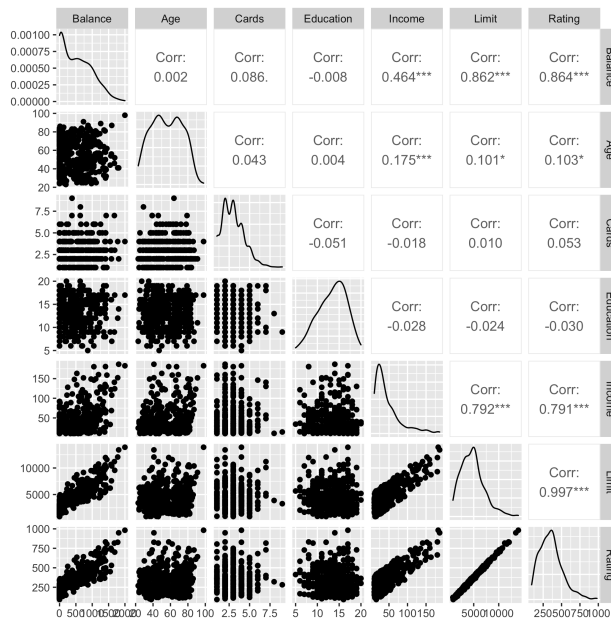 Balance Age Cards Education Income Limit Rating
0.00100
0.00075
0.00050
0.00025
0.00000
Corr: Corr: Corr: Corr: Corr: Corr:
0.002 0.086. -0.008 0.464*** 0.862*** 0.864***
Balance
100
80
60
40
20
Corr: Corr: Corr: Corr: Corr:
0.043 0.004 0.175*** 0.101* 0.103*
Age
7.5
5.0
2.5
Corr: Corr: Corr: Corr:
-0.051 -0.018 0.010 0.053
Cards
20
15
10
5
Corr: Corr: Corr:
-0.028 -0.024 -0.030
Education
150
100
50
Corr: Corr:
0.792*** 0.791***
Income
10000
5000
Corr:
0.997***
Limit
1000
750
500
250
Rating
0 500 1000 1500 2000 20 40 60 80 100 2.5 5.0 7.5 5 10 15 20 50 100 150 5000 10000 250 500 750 1000